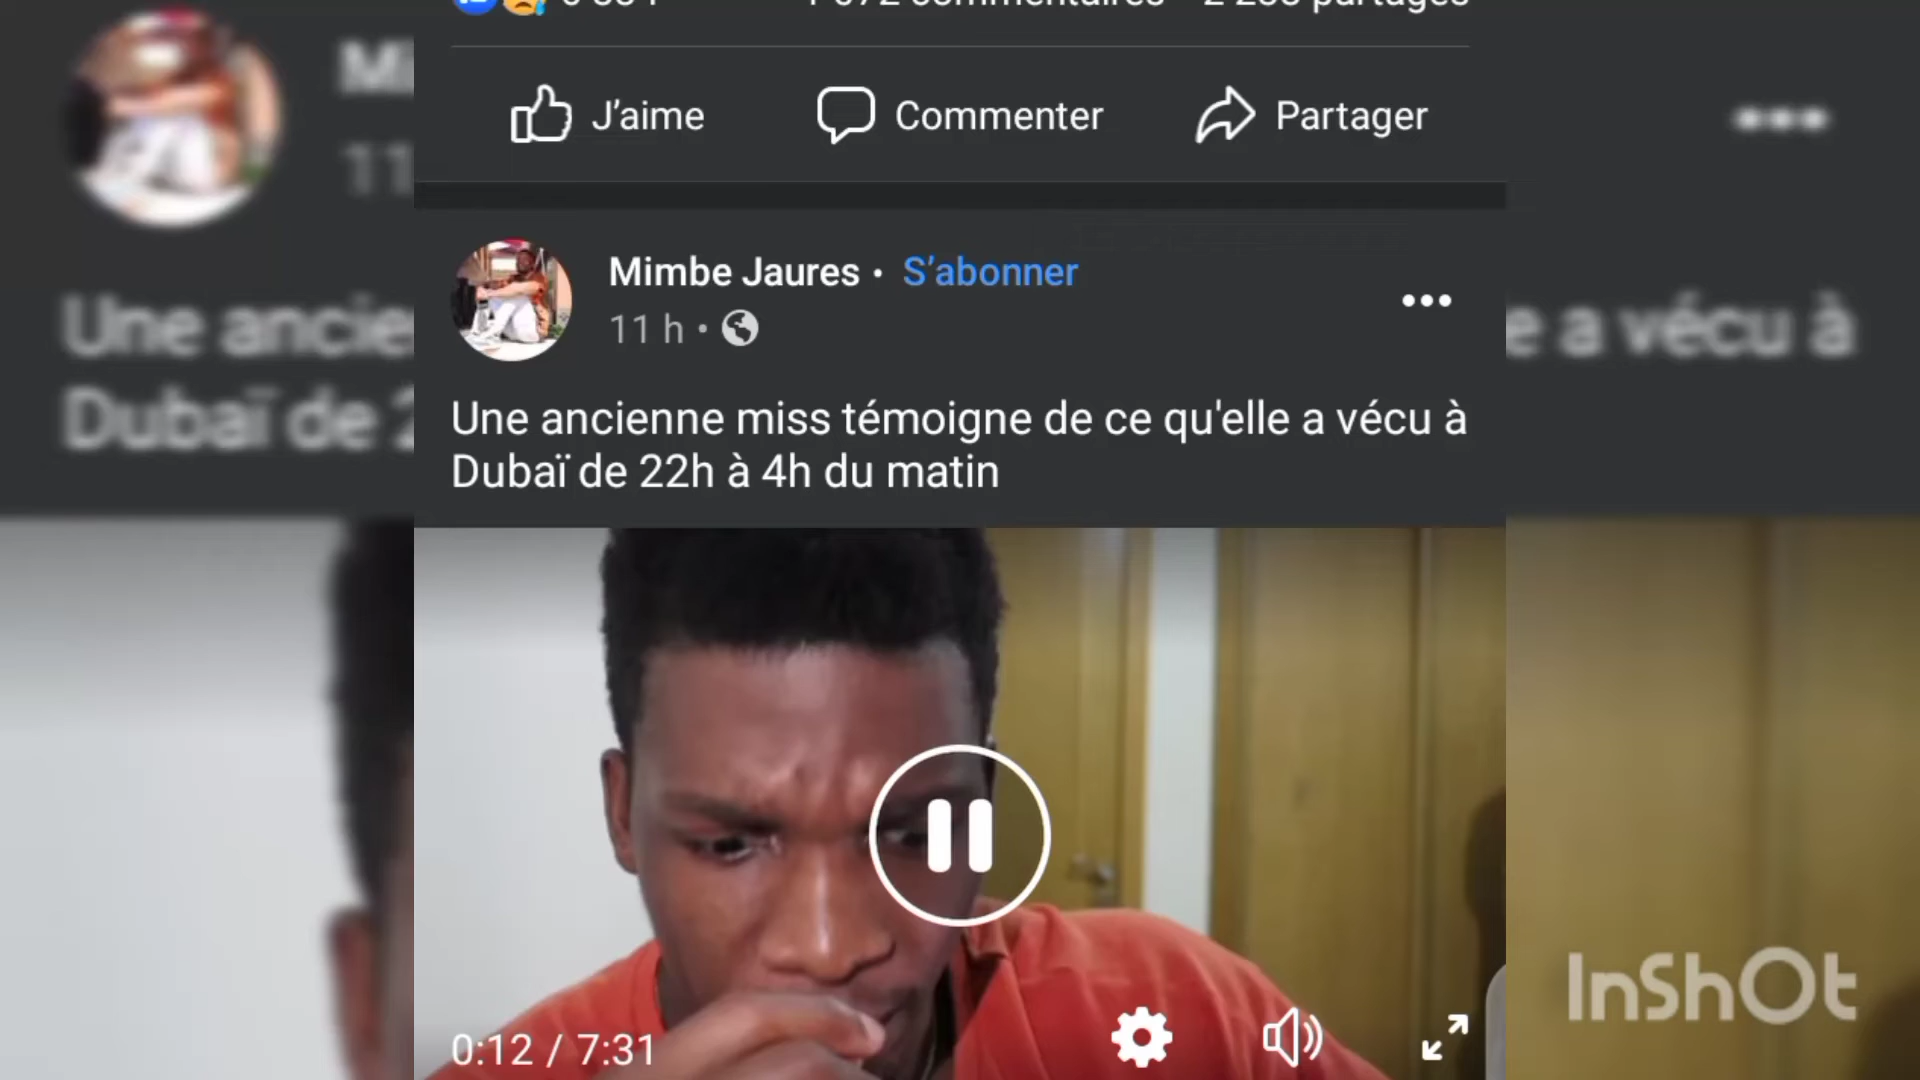 J'aime
Commenter
Partager
Mimbe Jaures • S'abonner
11 h •
Une ancienne miss témoigne de ce qu'elle a vécu à
Dubaï de 22h à 4h du matin
0:12 / 7:31
InShOt